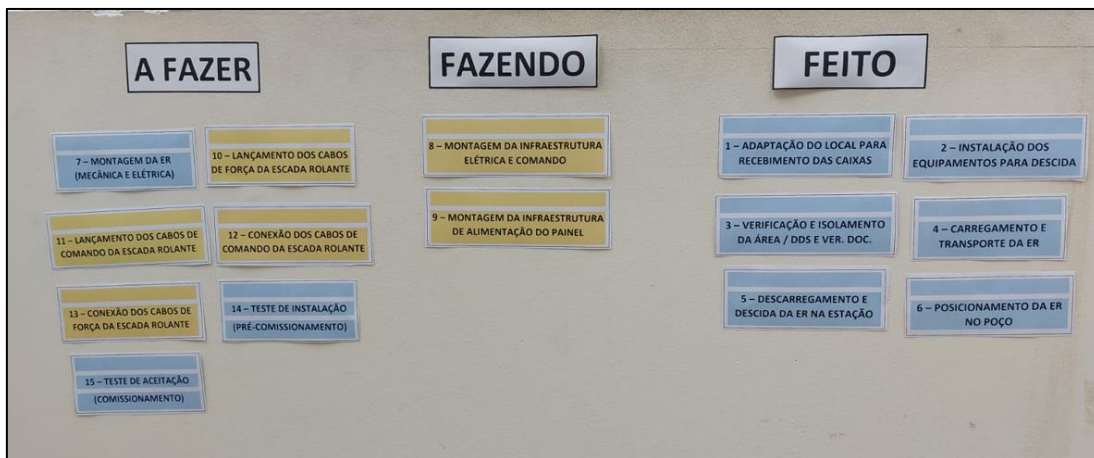 A FAZER
7 – MONTAGEM DA ER
(MECÂNICA E ELÉTRICA)
10 – LANÇAMENTO DOS CABOS
DE FORÇA DA ESCADA ROLANTE
11 – LANÇAMENTO DOS CABOS DE
COMANDO DA ESCADA ROLANTE
12 – CONEXÃO DOS CABOS DE
COMANDO DA ESCADA ROLANTE
13 – CONEXÃO DOS CABOS DE
FORÇA DA ESCADA ROLANTE
14 – TESTE DE INSTALAÇÃO
(PRÉ-COMISSIONAMENTO)
15 – TESTE DE ACEITAÇÃO
(COMISSIONAMENTO)
FAZENDO
8 – MONTAGEM DA INFRAESTRUTURA
ELÉTRICA E COMANDO
9 – MONTAGEM DA INFRAESTRUTURA
DE ALIMENTAÇÃO DO PAINEL
FEITO
1 – ADAPTAÇÃO DO LOCAL PARA
RECEBIMENTO DAS CAIXAS
2 – INSTALAÇÃO DOS
EQUIPAMENTOS PARA DESCIDA
3 – VERIFICAÇÃO E ISOLAMENTO
DA ÁREA / DDS E VER. DOC.
4 – CARREGAMENTO E
TRANSPORTE DA ER
5 – DESCARREGAMENTO E
DESCIDA DA ER NA ESTAÇÃO
6 – POSICIONAMENTO DA ER
NO POÇO